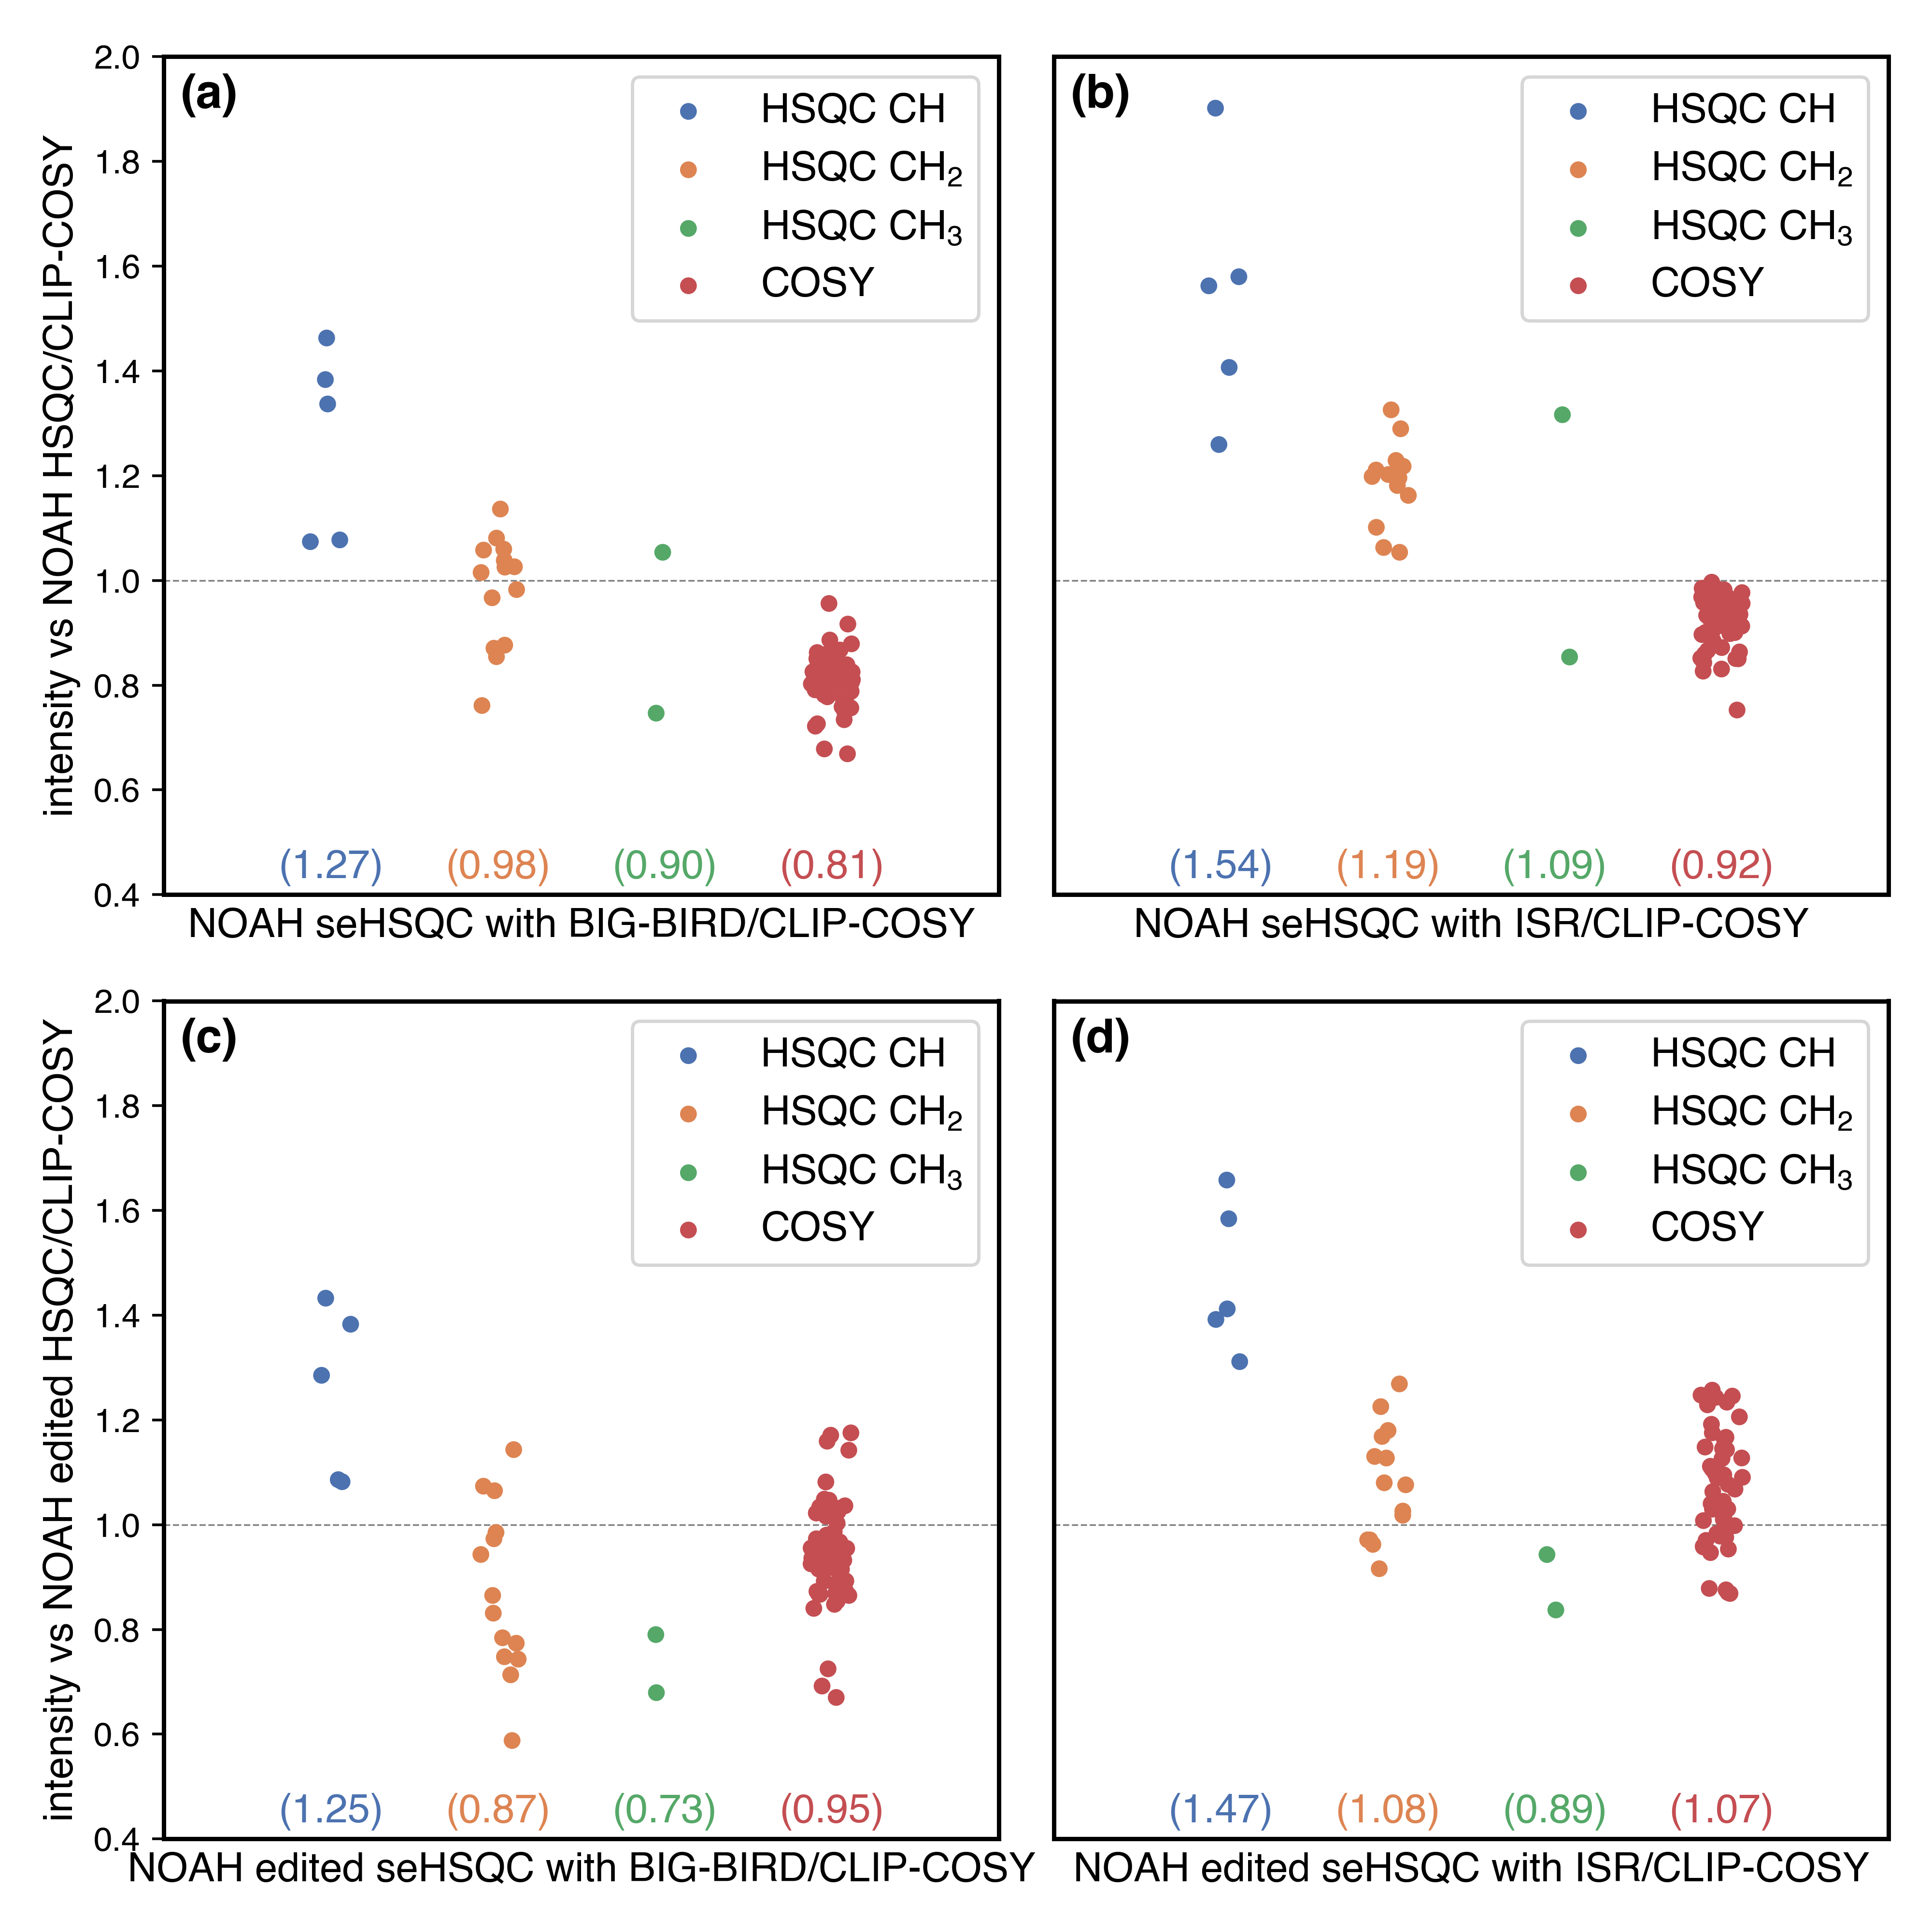 intensity vs NOAH HSQC/CLIP-COSY
2.0
1.8
1.6
1.4
1.2
1.0
0.8
0.6
0.4
(a)
HSQC CH
HSQC CH₂
HSQC CH₃
COSY
(1.27) (0.98) (0.90) (0.81)
NOAH seHSQC with BIG-BIRD/CLIP-COSY
(b)
HSQC CH
HSQC CH₂
HSQC CH₃
COSY
(1.54) (1.19) (1.09) (0.92)
NOAH seHSQC with ISR/CLIP-COSY
intensity vs NOAH edited HSQC/CLIP-COSY
2.0
1.8
1.6
1.4
1.2
1.0
0.8
0.6
0.4
(c)
HSQC CH
HSQC CH₂
HSQC CH₃
COSY
(1.25) (0.87) (0.73) (0.95)
NOAH edited seHSQC with BIG-BIRD/CLIP-COSY
(d)
HSQC CH
HSQC CH₂
HSQC CH₃
COSY
(1.47) (1.08) (0.89) (1.07)
NOAH edited seHSQC with ISR/CLIP-COSY